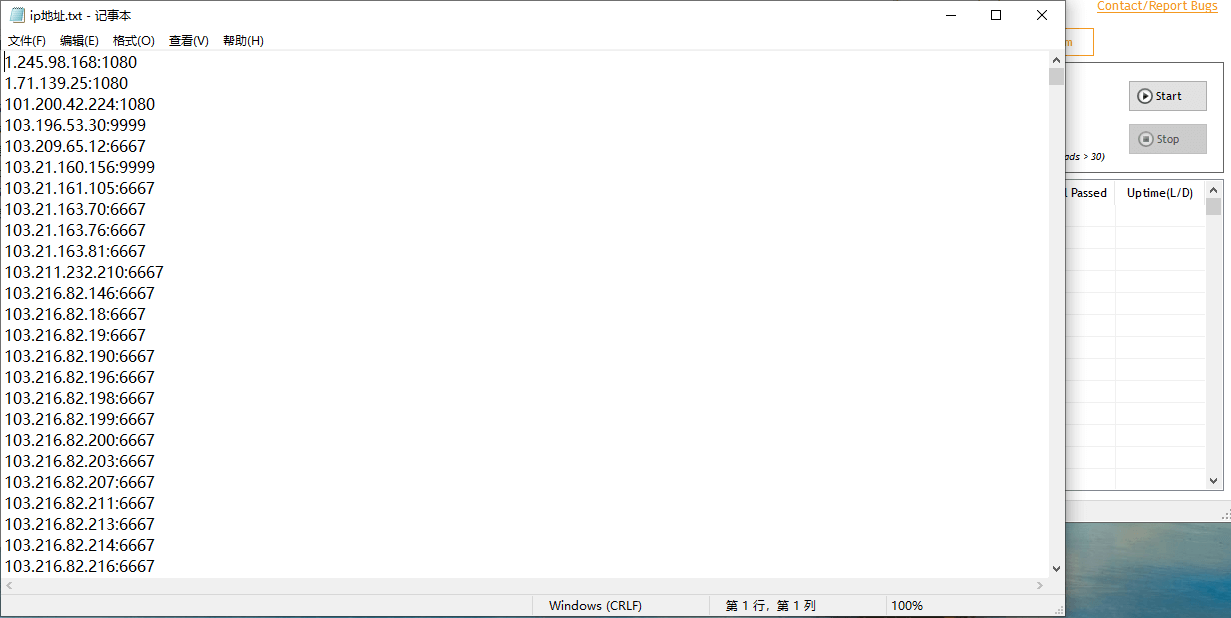 ip地址.txt - 记事本
文件(F) 编辑(E) 格式(O) 查看(V) 帮助(H)
1.245.98.168:1080
1.71.139.25:1080
101.200.42.224:1080
103.196.53.30:9999
103.209.65.12:6667
103.21.160.156:9999
103.21.161.105:6667
103.21.163.70:6667
103.21.163.76:6667
103.21.163.81:6667
103.211.232.210:6667
103.216.82.146:6667
103.216.82.18:6667
103.216.82.19:6667
103.216.82.190:6667
103.216.82.196:6667
103.216.82.198:6667
103.216.82.199:6667
103.216.82.200:6667
103.216.82.203:6667
103.216.82.207:6667
103.216.82.211:6667
103.216.82.213:6667
103.216.82.214:6667
103.216.82.216:6667
Windows (CRLF) 第 1 行，第 1 列 100%
Contact/Report Bugs
m
Start
Stop
ads > 30)
l Passed Uptime(L/D)